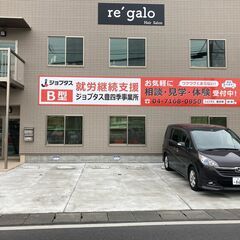 re'galo
Hair Salon
ジョブタス
B型
就労継続支援
ジョブタス豊四季事業所
お気軽に
相談・見学・体験
受付中!
04-7168-0850